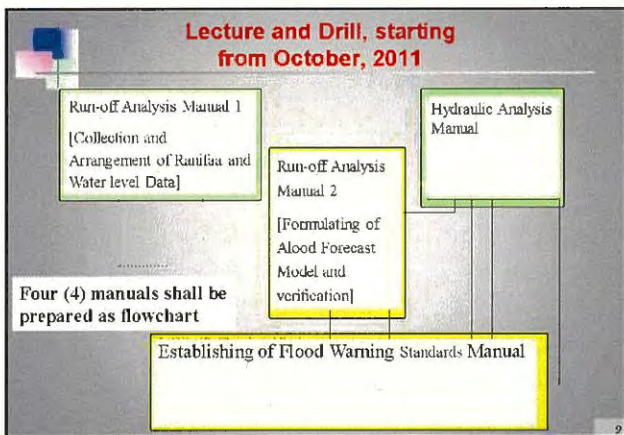 Lecture and Drill, starting
from October, 2011
Run-off Analysis Manual 1
[Collection and
Arrangement of Ranifaa and
Water level Data]
Run-off Analysis
Manual 2
[Formulating of
Alood Forecast
Model and
verification]
Hydraulic Analysis
Manual
Four (4) manuals shall be
prepared as flowchart
Establishing of Flood Warning Standards Manual
9